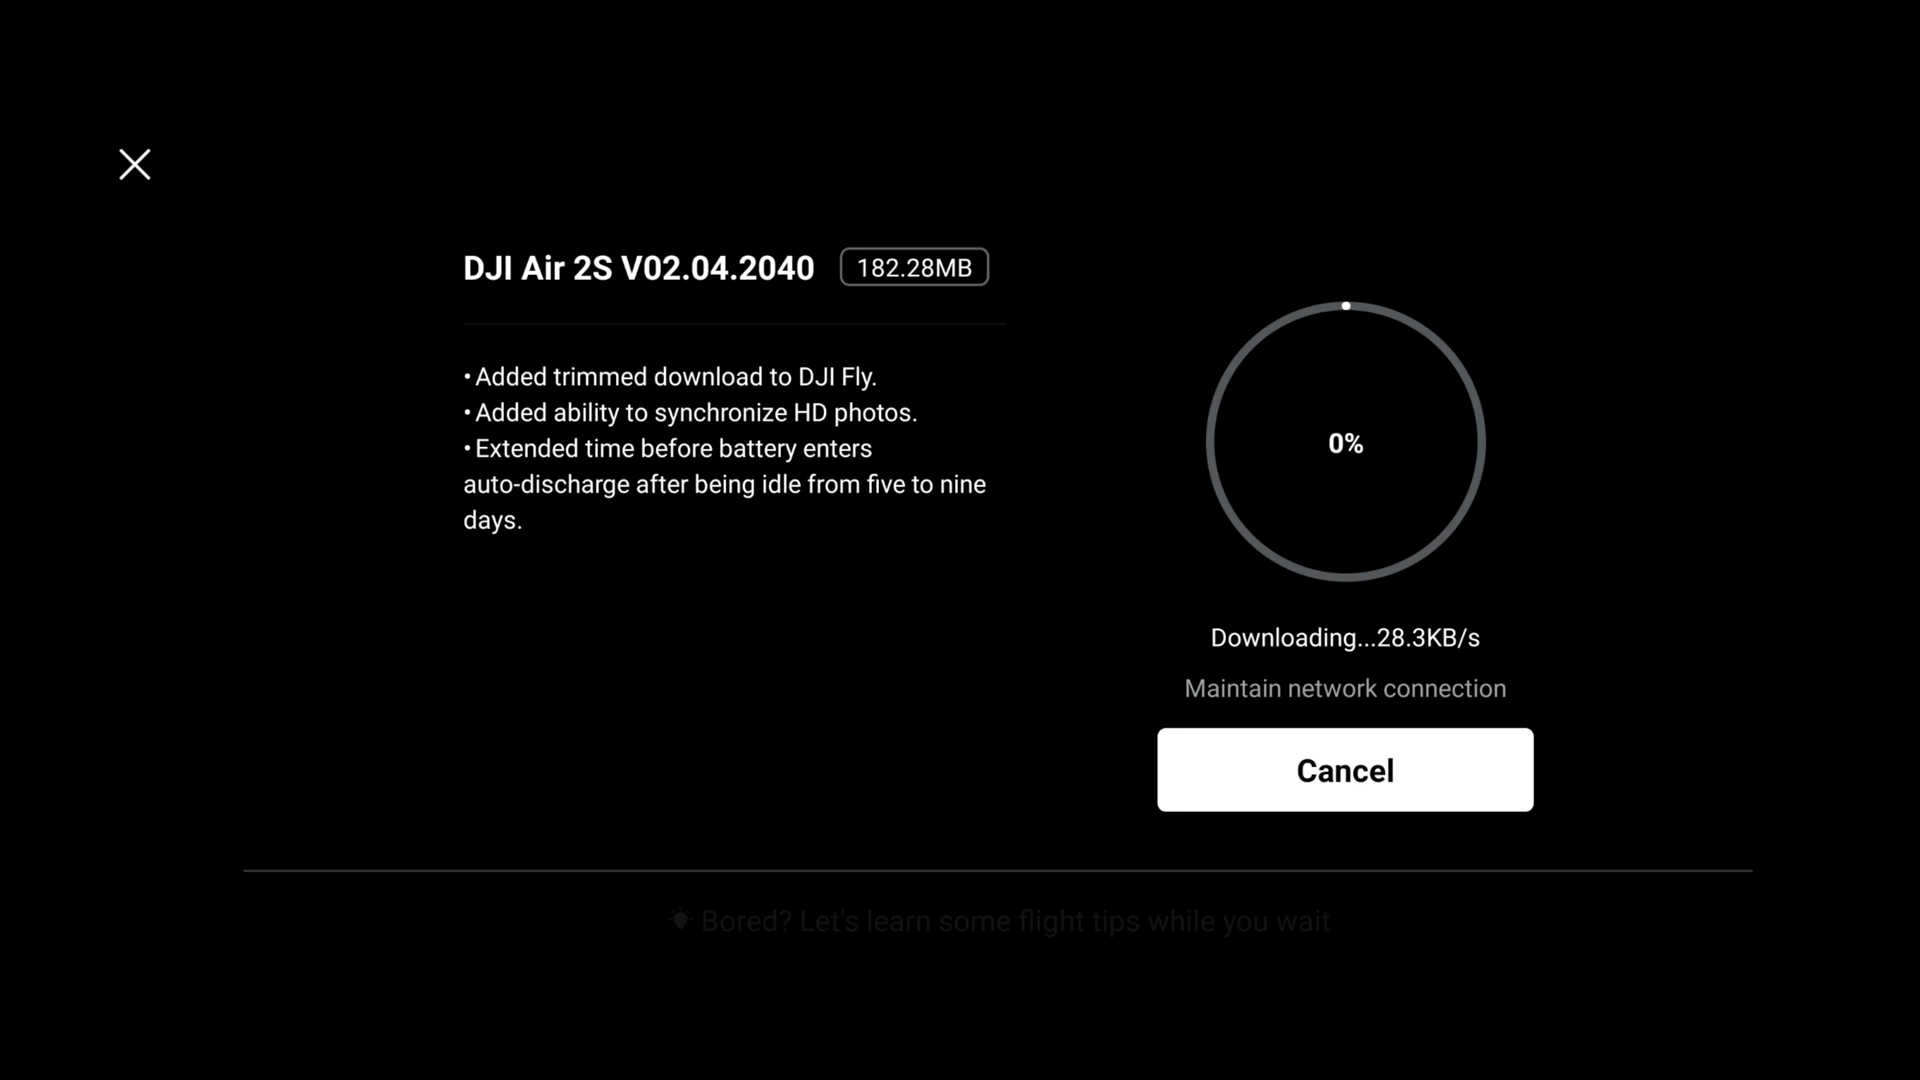 DJI Air 2S V02.04.2040 182.28MB
• Added trimmed download to DJI Fly.
• Added ability to synchronize HD photos.
• Extended time before battery enters
auto-discharge after being idle from five to nine
days.
0%
Downloading...28.3KB/s
Maintain network connection
Cancel
Bored? Let's learn some flight tips while you wait